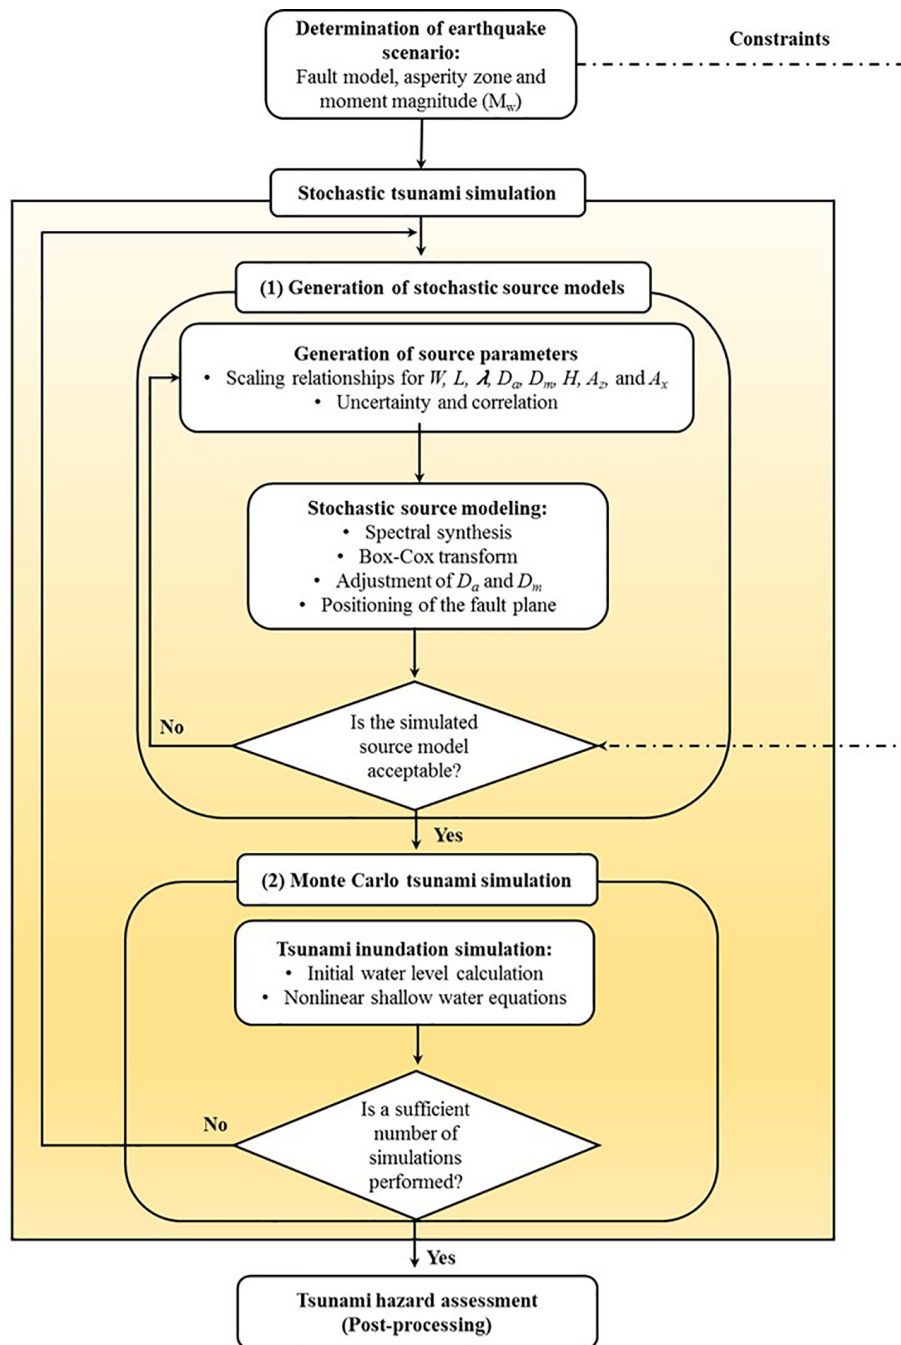 Determination of earthquake
scenario:
Fault model, asperity zone and
moment magnitude (Mw)
Constraints
Stochastic tsunami simulation
(1) Generation of stochastic source models
Generation of source parameters
• Scaling relationships for W, L, λ, Da, Dm, H, Az, and Ax
• Uncertainty and correlation
Stochastic source modeling:
• Spectral synthesis
• Box-Cox transform
• Adjustment of Da and Dm
• Positioning of the fault plane
Is the simulated
source model
acceptable?
No
Yes
(2) Monte Carlo tsunami simulation
Tsunami inundation simulation:
• Initial water level calculation
• Nonlinear shallow water equations
Is a sufficient
number of
simulations
performed?
No
Yes
Tsunami hazard assessment
(Post-processing)